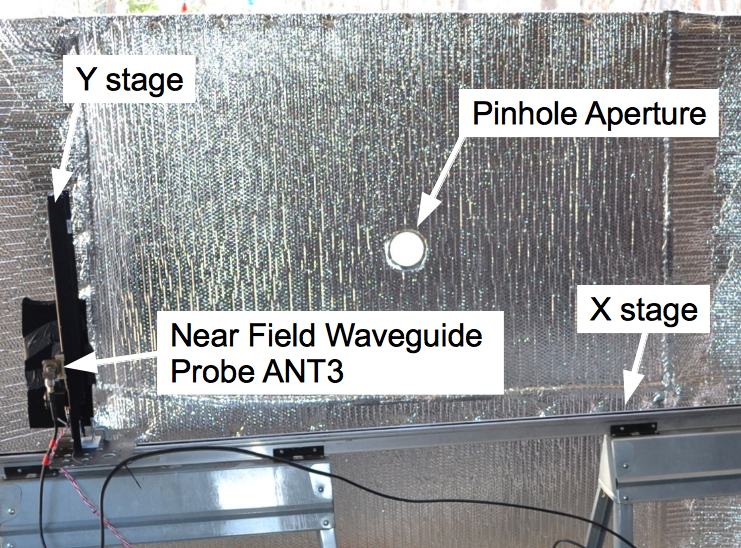 Y stage
Pinhole Aperture
X stage
Near Field Waveguide
Probe ANT3